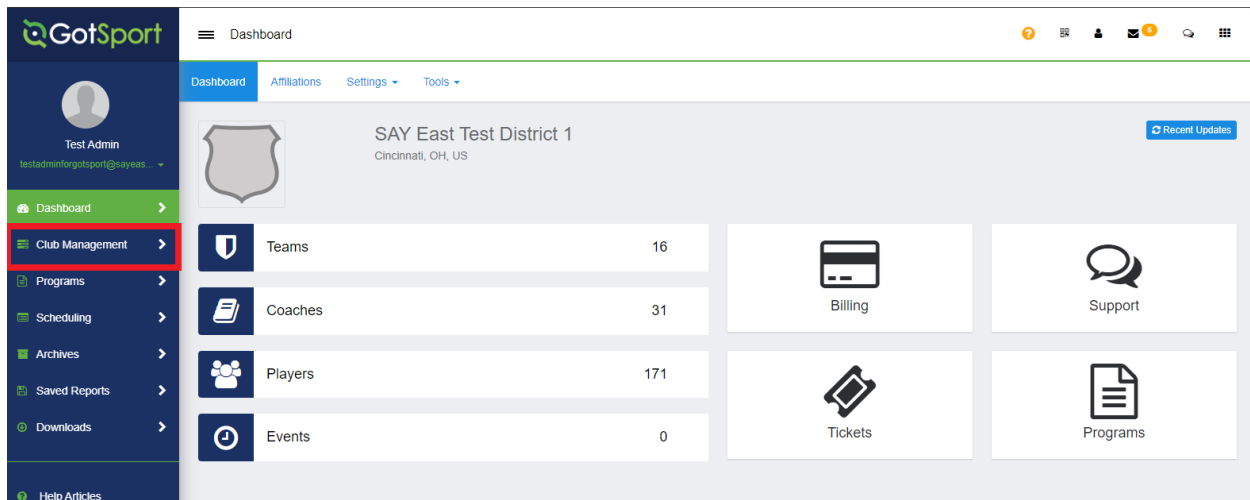 GotSport
Dashboard
6
Test Admin
testadminforgotsport@sayeas...
Dashboard
Club Management
Programs
Scheduling
Archives
Saved Reports
Downloads
Help Articles
Dashboard Affiliations Settings Tools
SAY East Test District 1
Cincinnati, OH, US
Recent Updates
Teams 16
Coaches 31
Players 171
Events 0
Billing
Support
Tickets
Programs